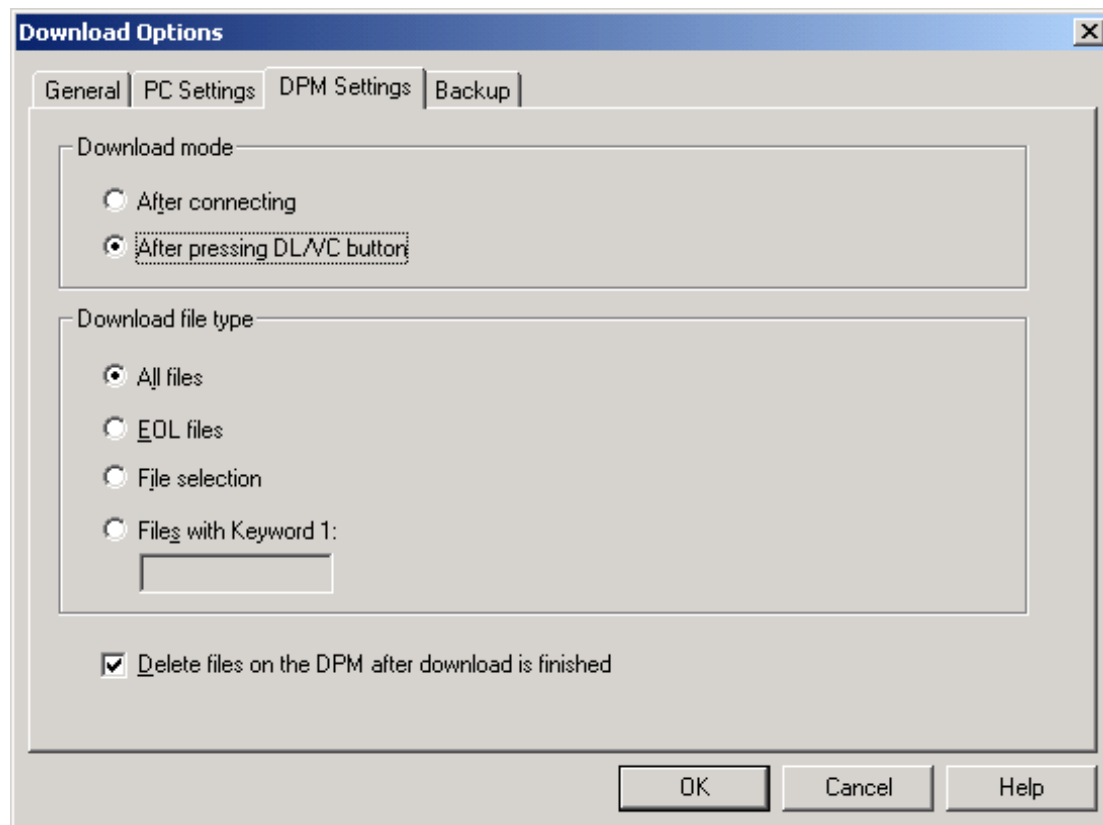 Download Options
General PC Settings DPM Settings Backup
Download mode
After connecting
After pressing DL/VC button
Download file type
All files
EOL files
File selection
Files with Keyword 1:
Delete files on the DPM after download is finished
OK Cancel Help